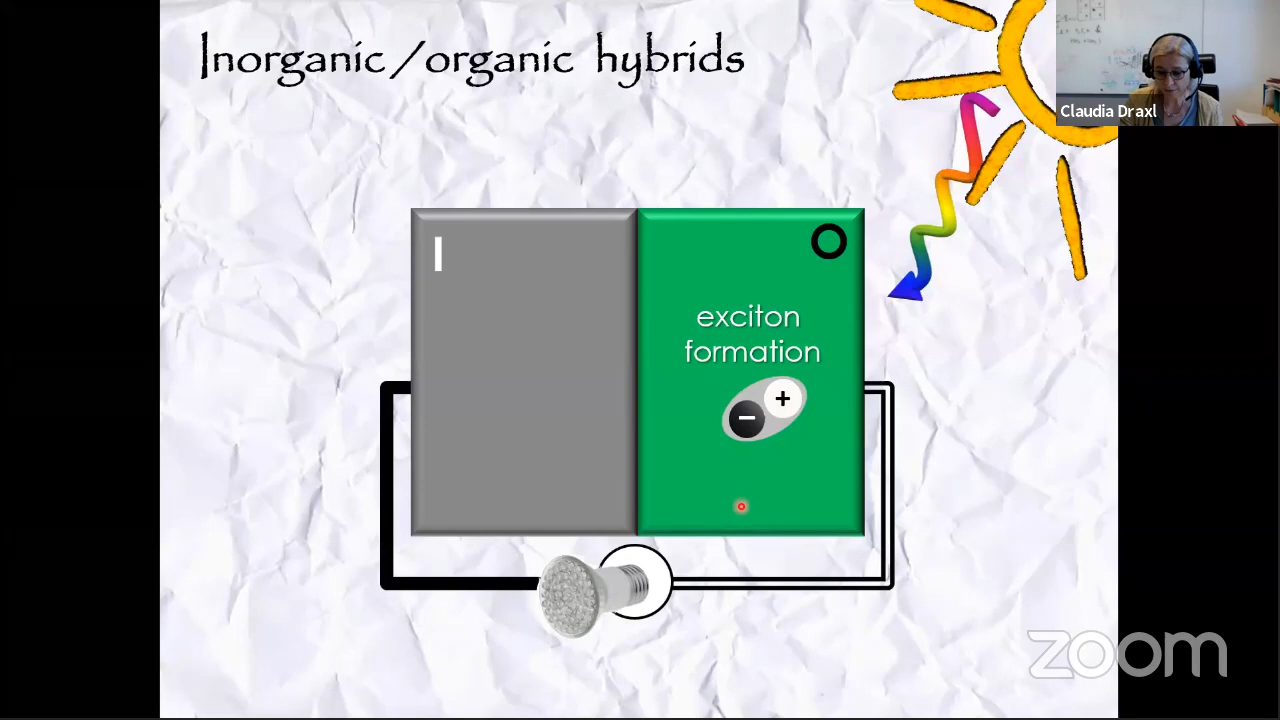 Inorganic/organic hybrids
Claudia Draxl
I
O
exciton
formation
+
−
zoom